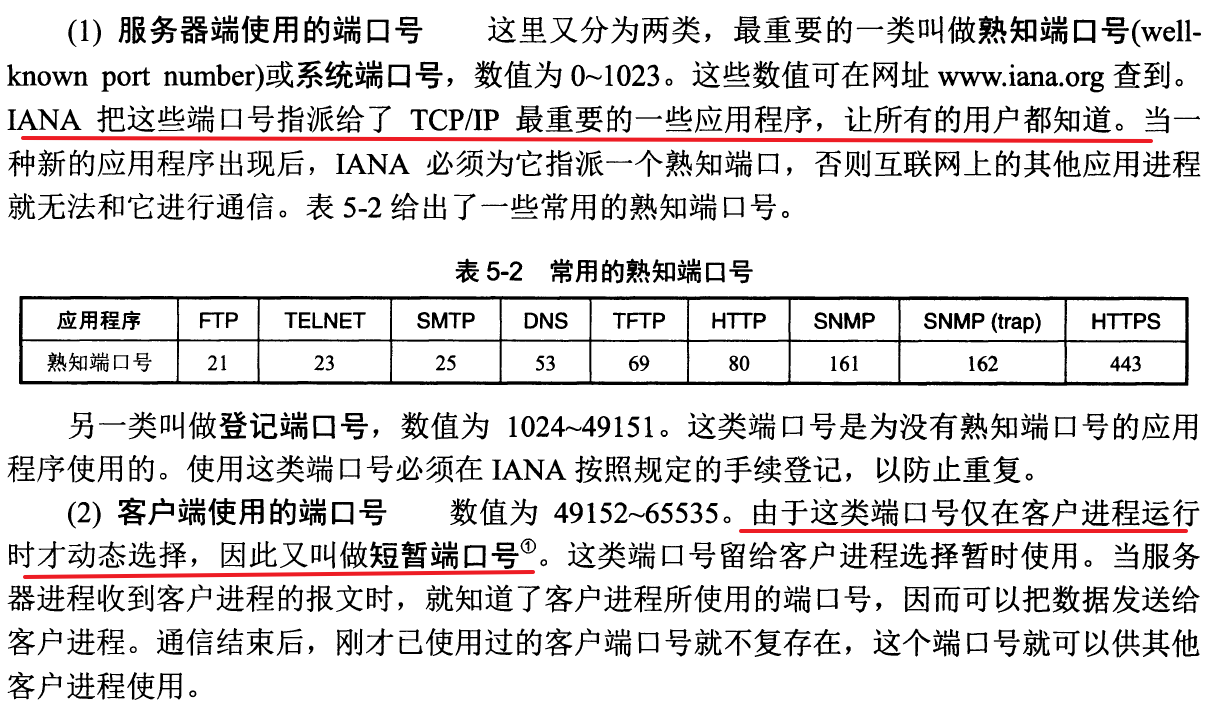 (1) 服务器端使用的端口号 这里又分为两类，最重要的一类叫做熟知端口号(well-
known port number)或系统端口号，数值为0~1023。这些数值可在网址 www.iana.org 查到。
IANA 把这些端口号指派给了 TCP/IP 最重要的一些应用程序，让所有的用户都知道。当一
种新的应用程序出现后，IANA 必须为它指派一个熟知端口，否则互联网上的其他应用进程
就无法和它进行通信。表 5-2 给出了一些常用的熟知端口号。
表 5-2 常用的熟知端口号
应用程序 FTP TELNET SMTP DNS TFTP HTTP SNMP SNMP (trap) HTTPS
熟知端口号 21 23 25 53 69 80 161 162 443
另一类叫做登记端口号，数值为 1024~49151。这类端口号是为没有熟知端口号的应用
程序使用的。使用这类端口号必须在 IANA 按照规定的手续登记，以防止重复。
(2) 客户端使用的端口号 数值为 49152~65535。由于这类端口号仅在客户进程运行
时才动态选择，因此又叫做短暂端口号①。这类端口号留给客户进程选择暂时使用。当服务
器进程收到客户进程的报文时，就知道了客户进程所使用的端口号，因而可以把数据发送给
客户进程。通信结束后，刚才已使用过的客户端口号就不复存在，这个端口号就可以供其他
客户进程使用。